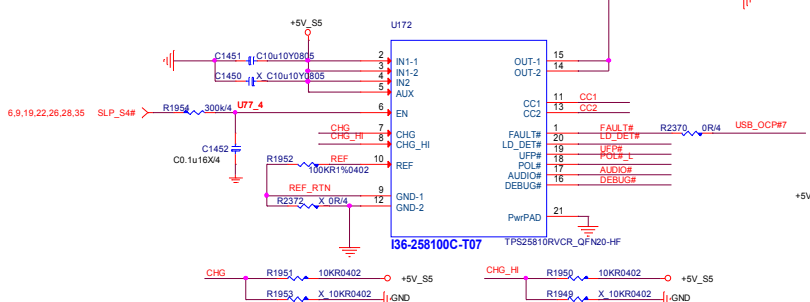 +5V_S5
U172
C1451 C10u10Y0805
2 IN1-1
3 IN1-2
C1450 X_C10u10Y0805
4 IN2
5 AUX
OUT-1 15
OUT-2 14
6,9,19,22,26,28,35 SLP_S4# R1954 300k/4 U77_4
6 EN
CC1 11 CC1
CC2 12 CC2
C1452
C0.1u16X/4
CHG 7 CHG
CHG_HI 8 CHG_HI
FAULT# 1 FAULT# R2370 0R/4 USB_OCP#7
LD_DET# 20 LD_DET#
UFP# 19 UFP#
POL# 18 POL#_L
AUDIO# 17 AUDIO#
DEBUG# 16 DEBUG#
R1952 REF 10 REF
100KR1%0402
REF_RTN 9 GND-1
R2372 X_0R/4 12 GND-2
+5V
PwrPAD 21
I36-258100C-T07 TPS25810RVCR_QFN20-HF
CHG R1951 10KR0402 +5V_S5
R1953 X_10KR0402 GND
CHG_HI R1950 10KR0402 +5V_S5
R1949 X_10KR0402 GND